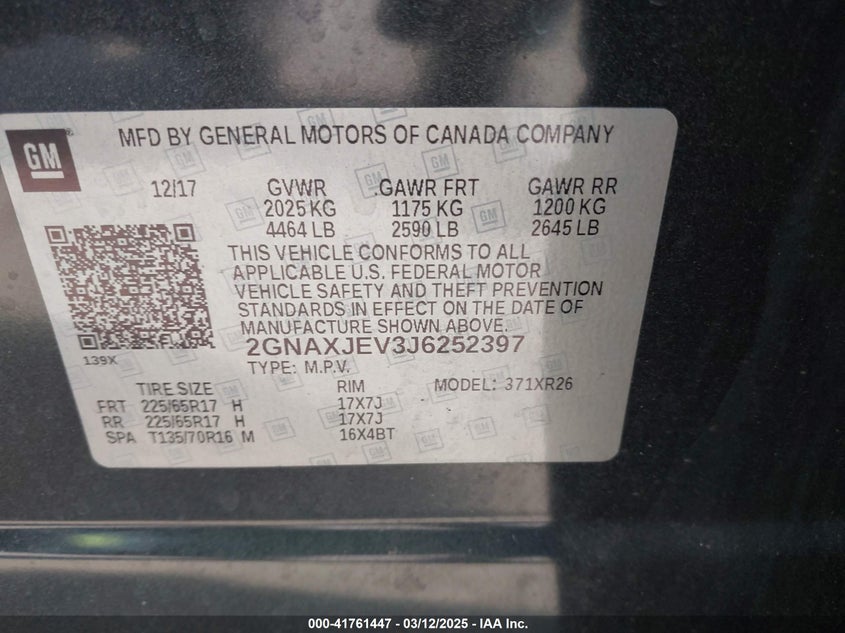 GM
MFD BY GENERAL MOTORS OF CANADA COMPANY
12/17 GVWR GAWR FRT GAWR RR
2025 KG 1175 KG 1200 KG
4464 LB 2590 LB 2645 LB
THIS VEHICLE CONFORMS TO ALL
APPLICABLE U.S. FEDERAL MOTOR
VEHICLE SAFETY AND THEFT PREVENTION
STANDARDS IN EFFECT ON THE DATE OF
MANUFACTURE SHOWN ABOVE.
139X
2GNAXJEV3J6252397
TYPE: M.P.V.
TIRE SIZE RIM MODEL: 371XR26
FRT 225/65R17 H 17X7J
RR 225/65R17 H 17X7J
SPA T135/70R16 M 16X4BT
000-41761447 - 03/12/2025 - IAA Inc.